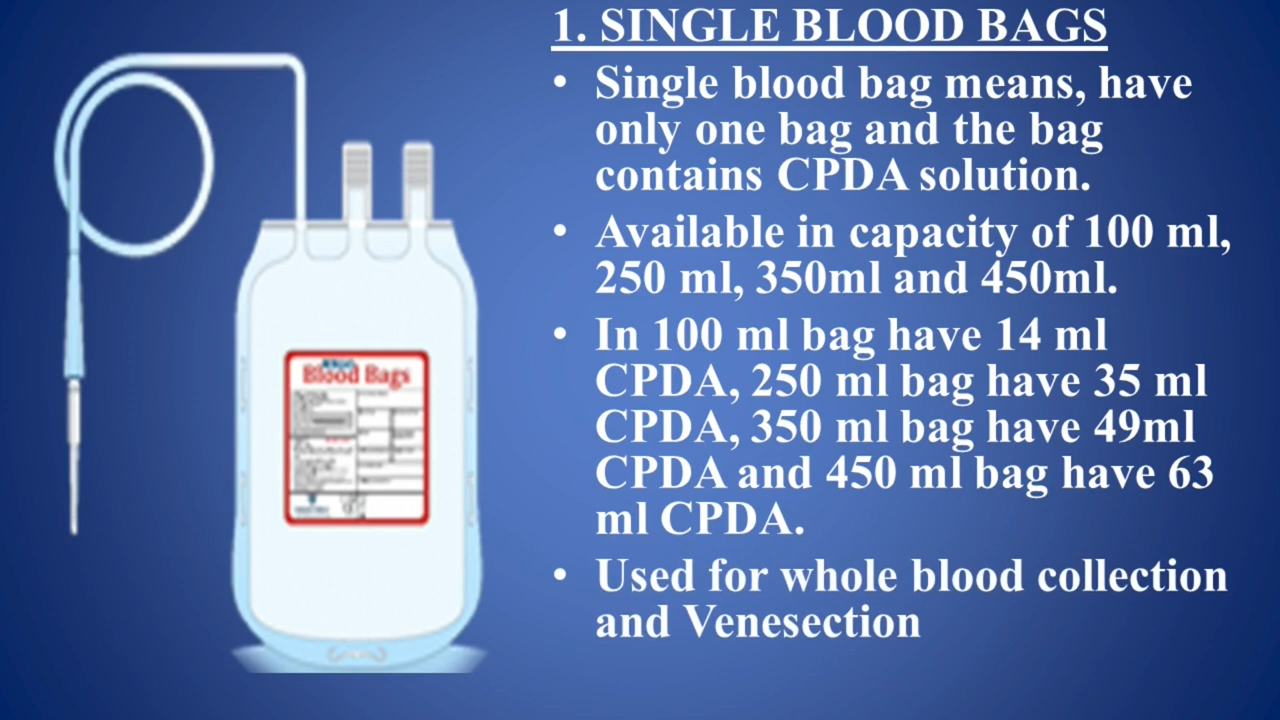 1. SINGLE BLOOD BAGS
• Single blood bag means, have
only one bag and the bag
contains CPDA solution.
• Available in capacity of 100 ml,
250 ml, 350ml and 450ml.
• In 100 ml bag have 14 ml
CPDA, 250 ml bag have 35 ml
CPDA, 350 ml bag have 49ml
CPDA and 450 ml bag have 63
ml CPDA.
• Used for whole blood collection
and Venesection
Blood Bags